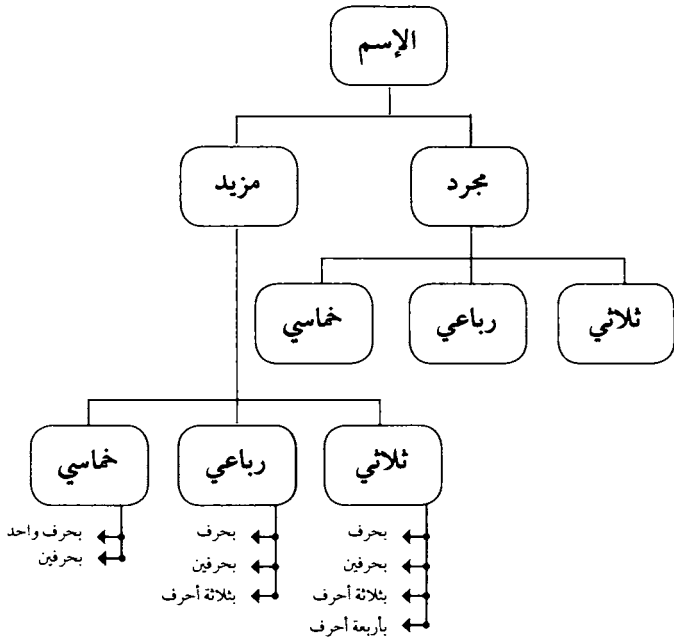 الإسم
مجرد
مزيد
ثلاثي
رباعي
خماسي
ثلاثي
رباعي
خماسي
بحرف
بحرفين
بثلاثة أحرف
بأربعة أحرف
بحرف
بحرفين
بثلاثة أحرف
بحرف واحد
بحرفين